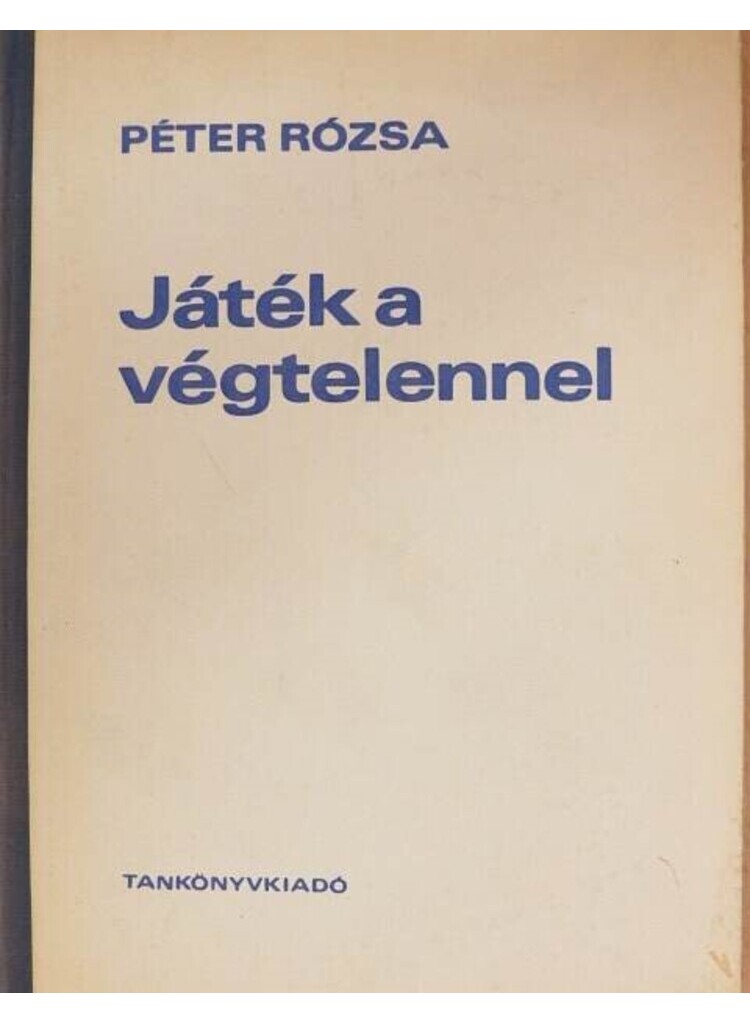 PÉTER RÓZSA
Játék a
végtelennel
TANKÖNYVKIADÓ